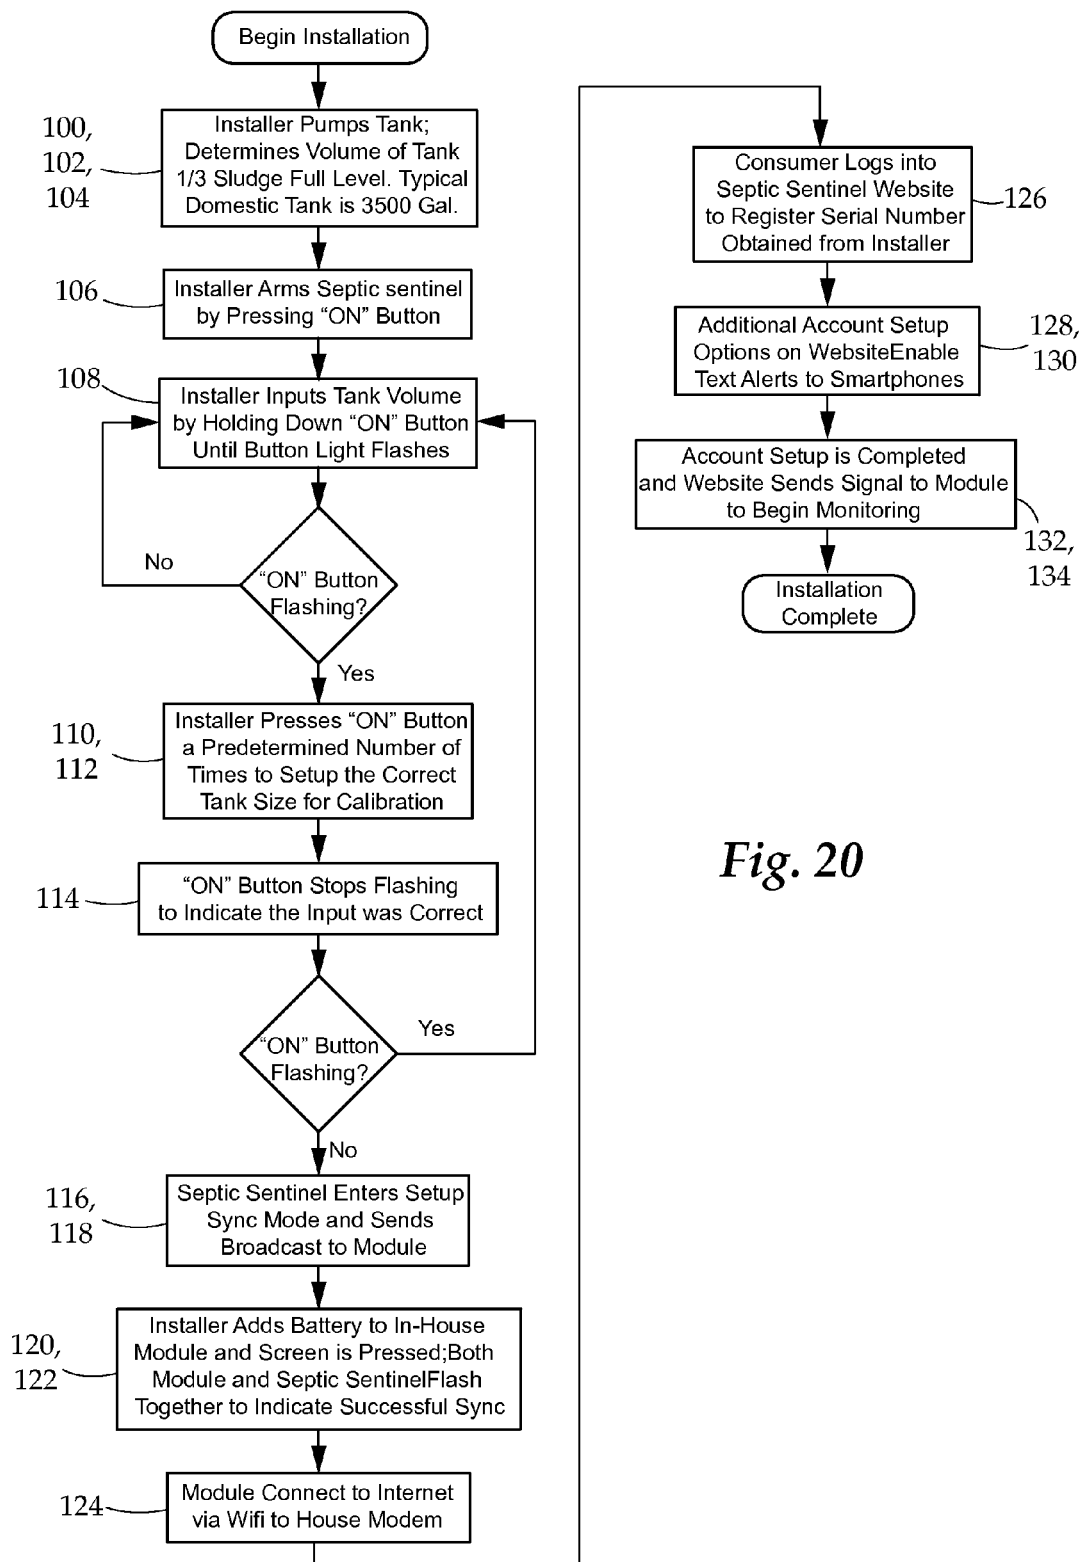 Begin Installation
100,
102,
104
Installer Pumps Tank;
Determines Volume of Tank
1/3 Sludge Full Level. Typical
Domestic Tank is 3500 Gal.
106
Installer Arms Septic sentinel
by Pressing “ON” Button
108
Installer Inputs Tank Volume
by Holding Down “ON” Button
Until Button Light Flashes
No
“ON” Button
Flashing?
Yes
110,
112
Installer Presses “ON” Button
a Predetermined Number of
Times to Setup the Correct
Tank Size for Calibration
114
“ON” Button Stops Flashing
to Indicate the Input was Correct
“ON” Button
Flashing?
Yes
No
116,
118
Septic Sentinel Enters Setup
Sync Mode and Sends
Broadcast to Module
120,
122
Installer Adds Battery to In-House
Module and Screen is Pressed;Both
Module and Septic SentinelFlash
Together to Indicate Successful Sync
124
Module Connect to Internet
via Wifi to House Modem
Consumer Logs into
Septic Sentinel Website
to Register Serial Number
Obtained from Installer
126
Additional Account Setup
Options on WebsiteEnable
Text Alerts to Smartphones
128,
130
Account Setup is Completed
and Website Sends Signal to Module
to Begin Monitoring
132,
134
Installation
Complete
Fig. 20